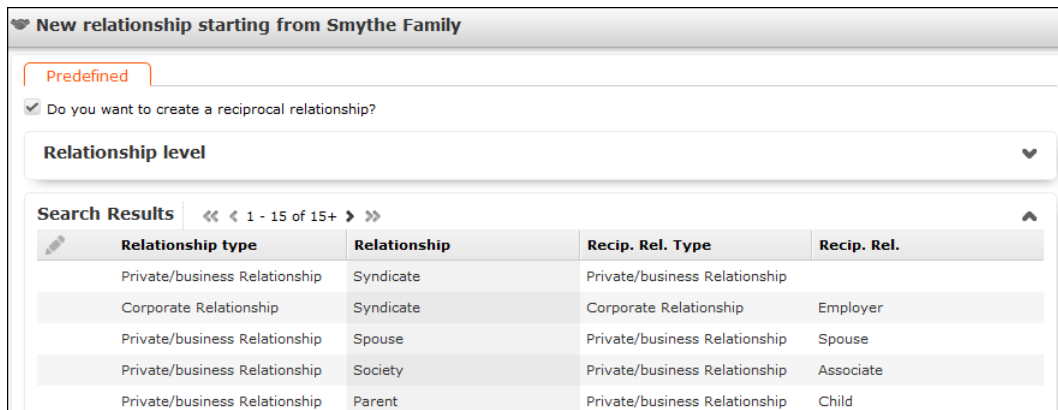 New relationship starting from Smythe Family
Predefined
Do you want to create a reciprocal relationship?
Relationship level
Search Results 1 - 15 of 15+
Relationship type Relationship Recip. Rel. Type Recip. Rel.
Private/business Relationship Syndicate Private/business Relationship
Corporate Relationship Syndicate Corporate Relationship Employer
Private/business Relationship Spouse Private/business Relationship Spouse
Private/business Relationship Society Private/business Relationship Associate
Private/business Relationship Parent Private/business Relationship Child